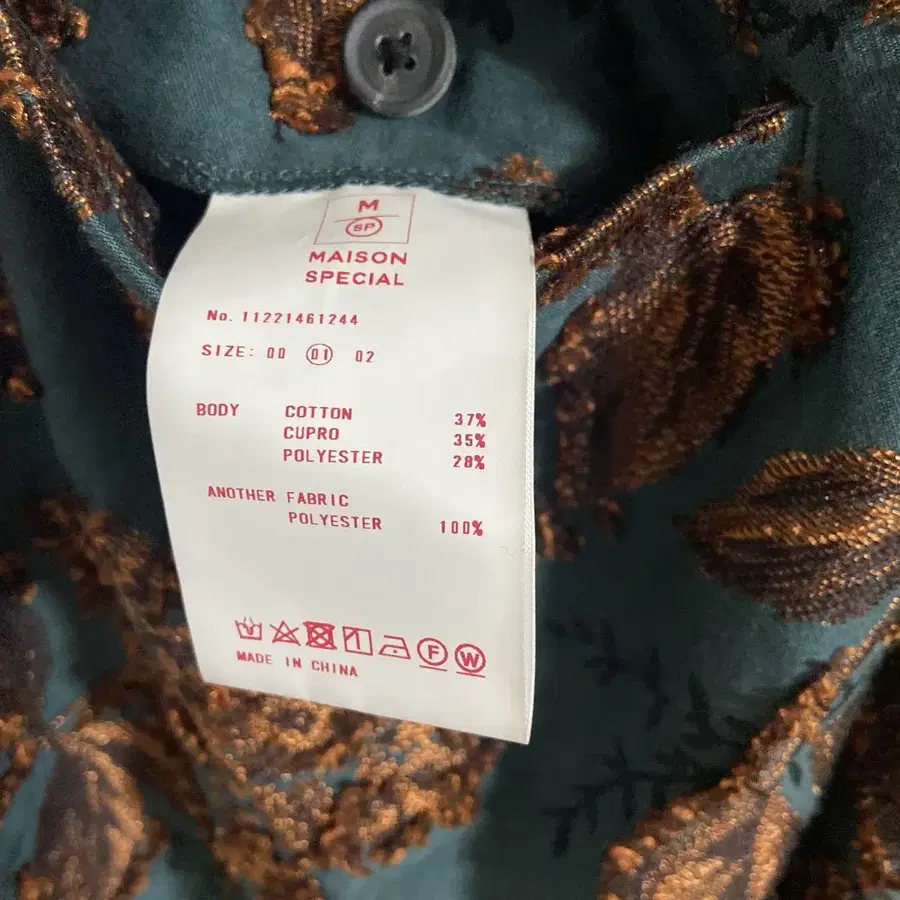 M
SP
MAISON
SPECIAL
No. 11221461244
SIZE: 00 01 02
BODY COTTON 37%
CUPRO 35%
POLYESTER 28%
ANOTHER FABRIC
POLYESTER 100%
F W
MADE IN CHINA